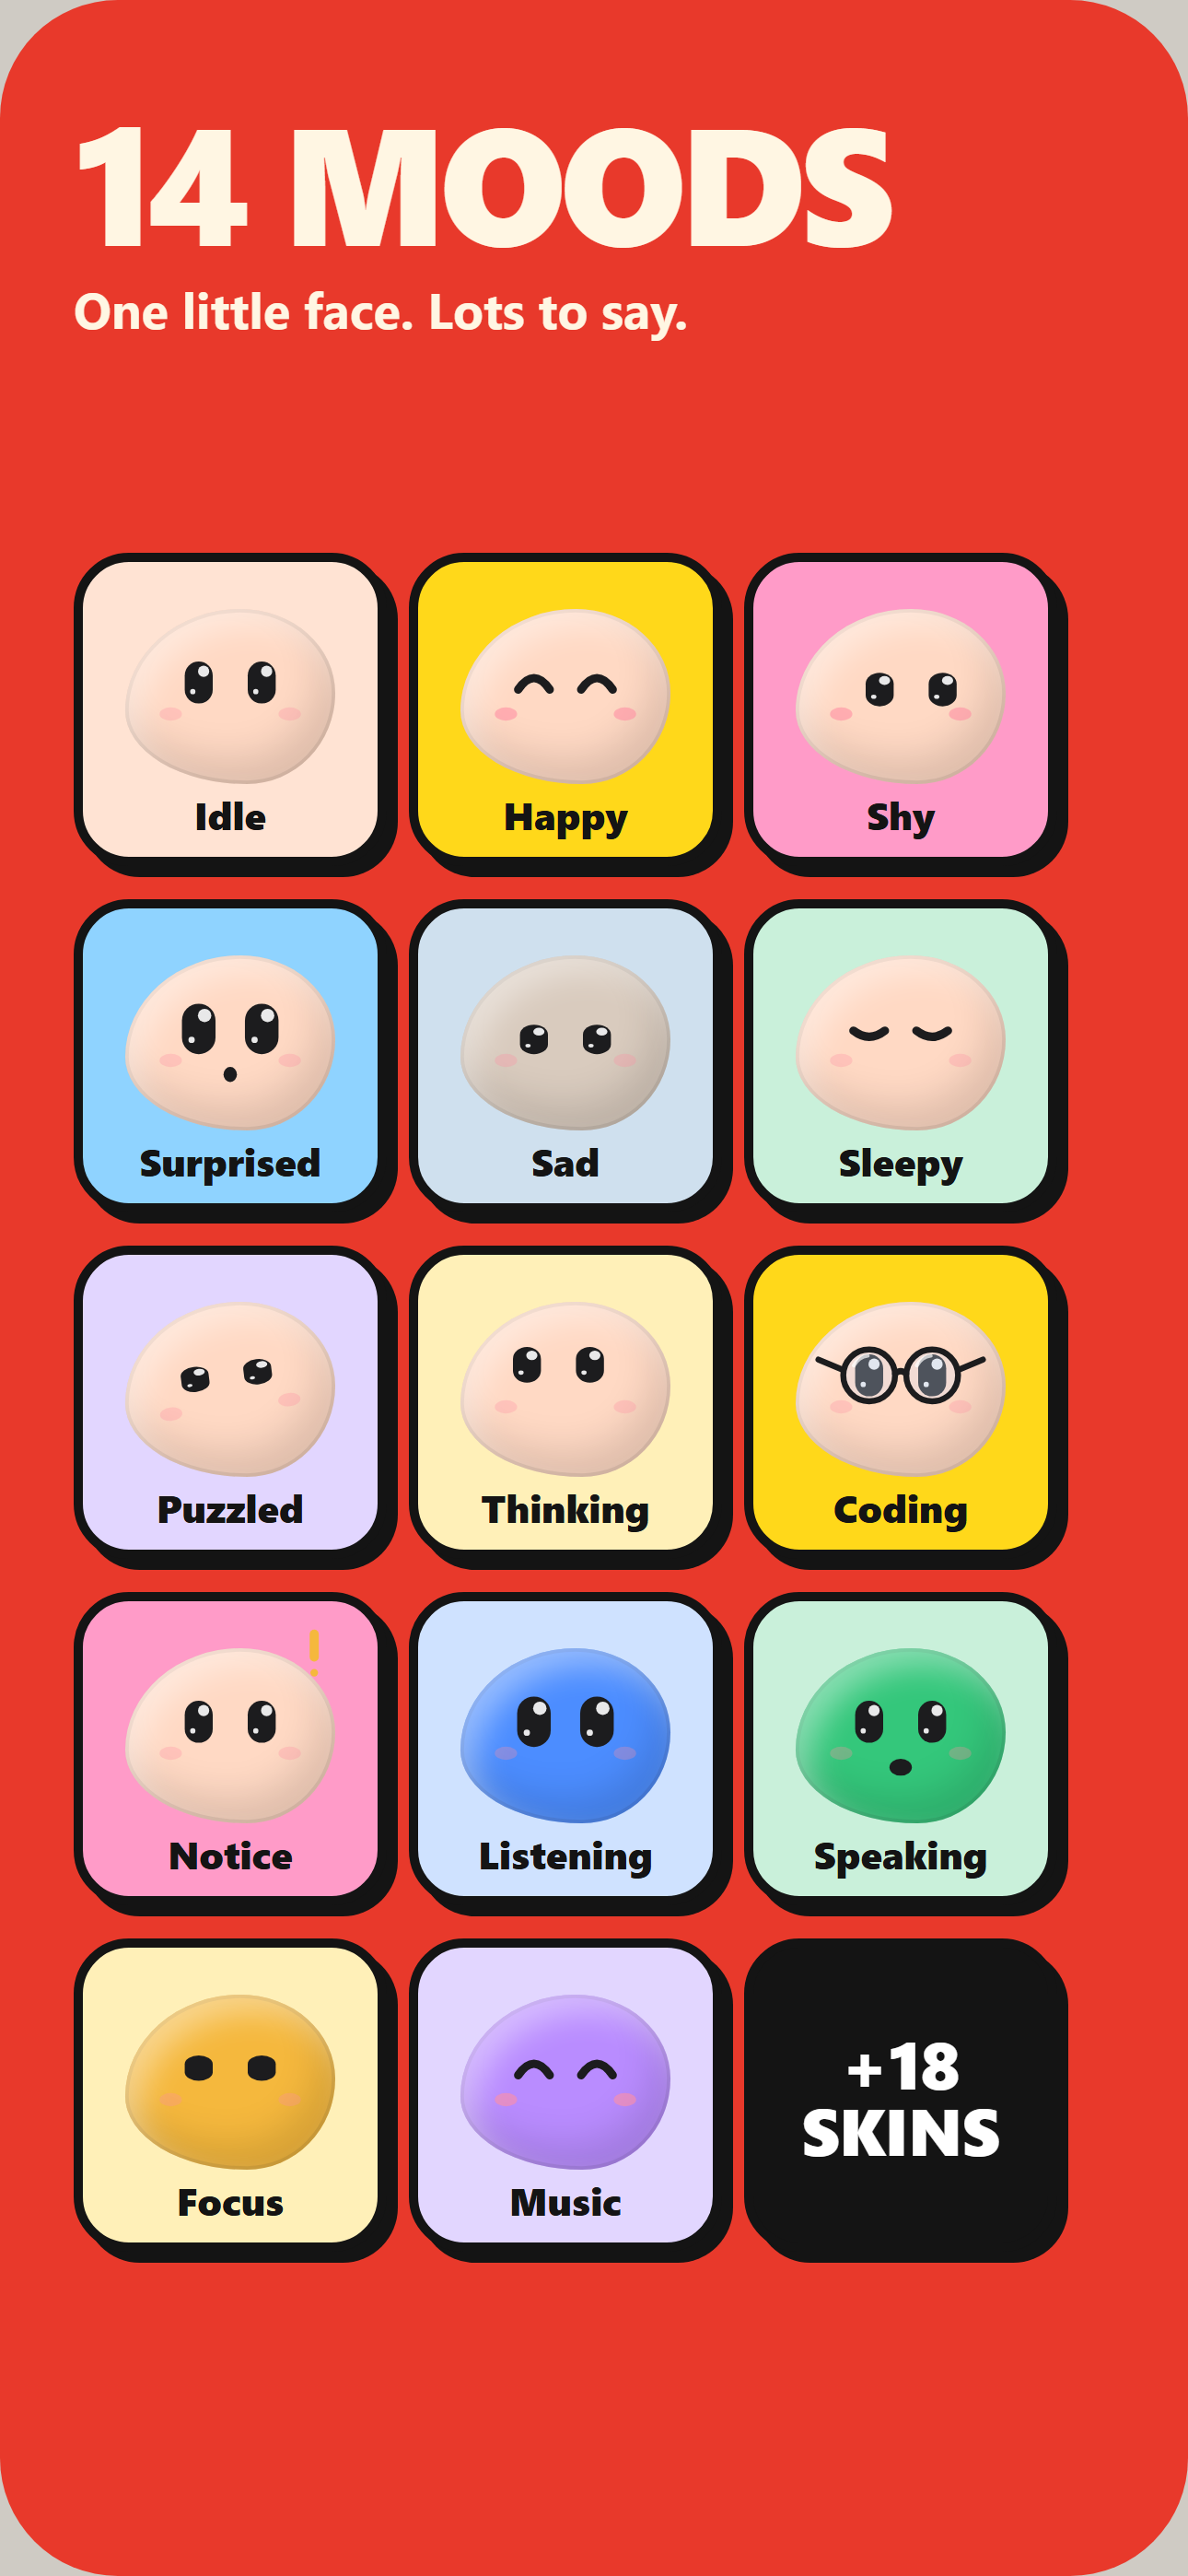 14 MOODS
One little face. Lots to say.
Idle
Happy
Shy
Surprised
Sad
Sleepy
Puzzled
Thinking
Coding
!
Notice
Listening
Speaking
Focus
Music
+18
SKINS